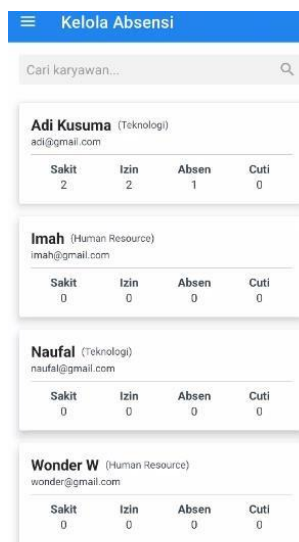 Kelola Absensi
Cari karyawan...
Adi Kusuma (Teknologi)
adi@gmail.com
Sakit Izin Absen Cuti
2 2 1 0
Imah (Human Resource)
imah@gmail.com
Sakit Izin Absen Cuti
0 0 0 0
Naufal (Teknologi)
naufal@gmail.com
Sakit Izin Absen Cuti
0 0 0 0
Wonder W (Human Resource)
wonder@gmail.com
Sakit Izin Absen Cuti
0 0 0 0